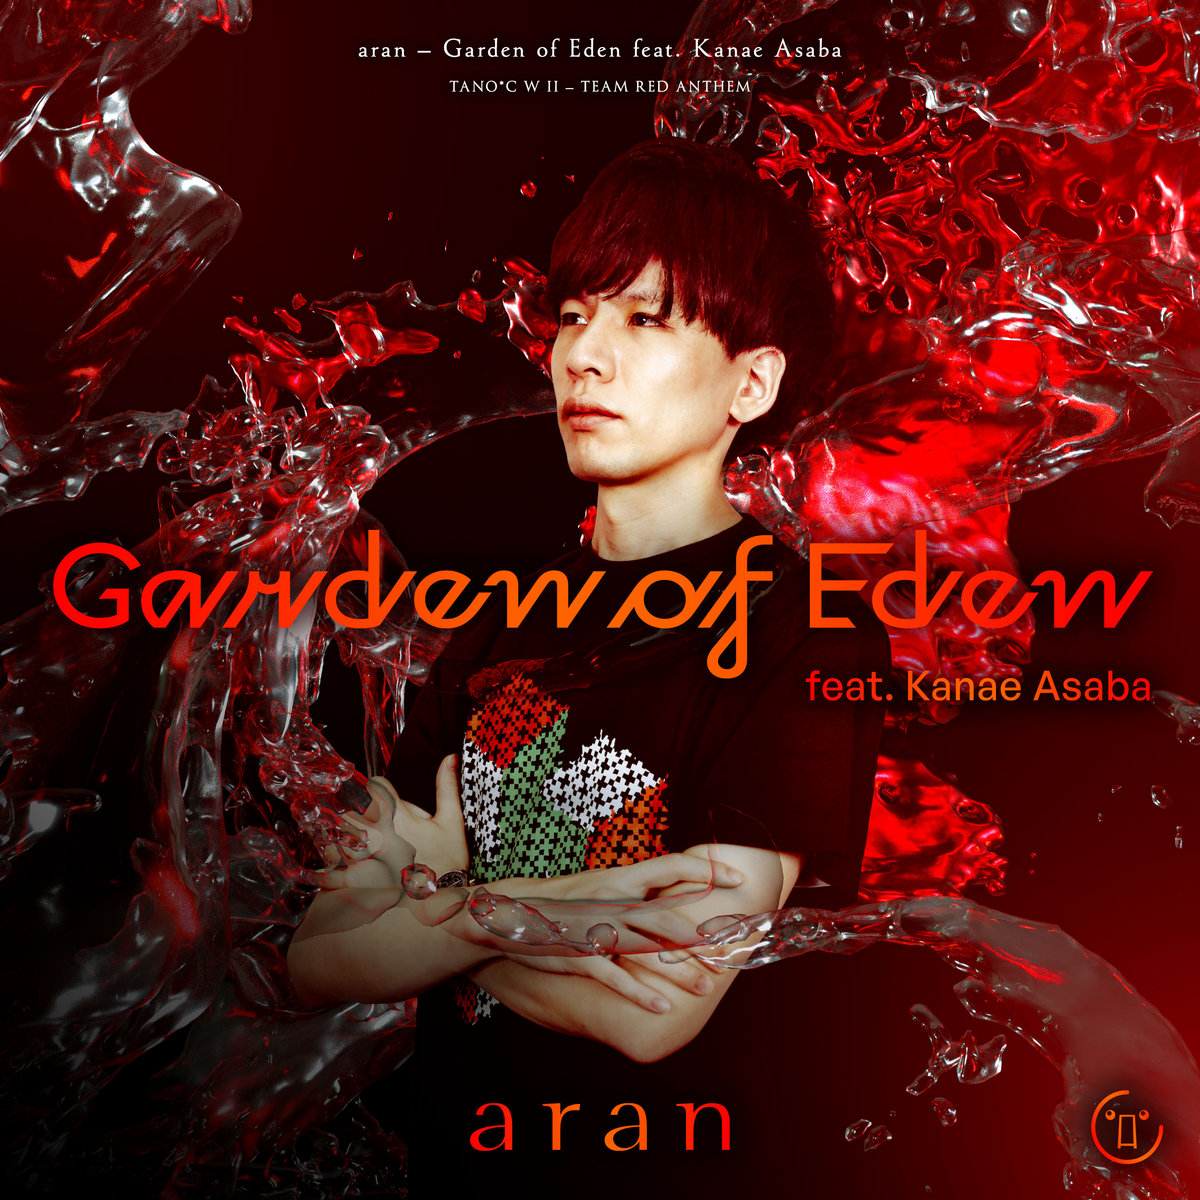 aran – Garden of Eden feat. Kanae Asaba
TANO*C W II – TEAM RED ANTHEM
Garden of Eden
feat. Kanae Asaba
aran